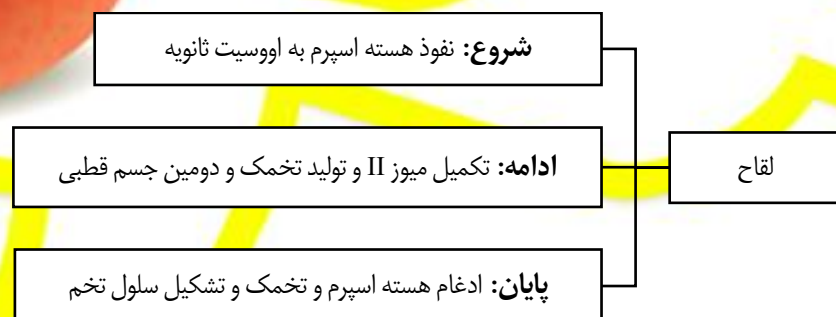 لقاح
شروع: نفوذ هسته اسپرم به اووسیت ثانویه
ادامه: تکمیل میوز II و تولید تخمک و دومین جسم قطبی
پایان: ادغام هسته اسپرم و تخمک و تشکیل سلول تخم